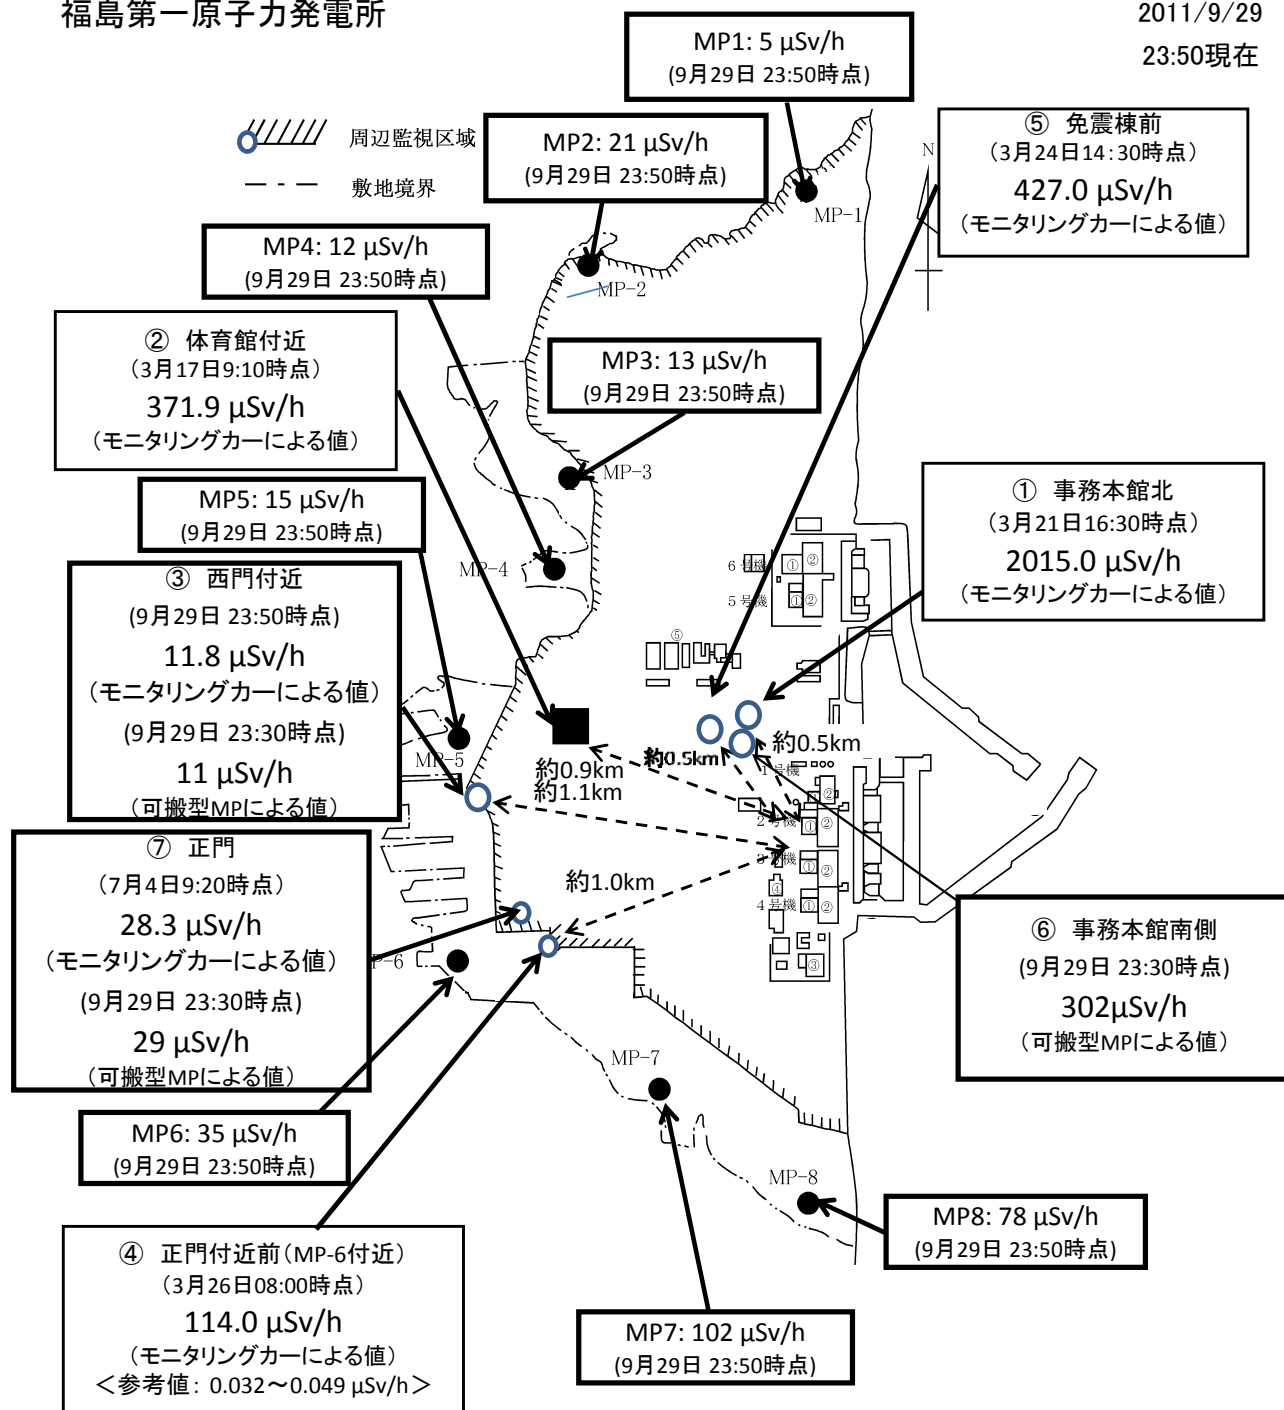 福島第一原子力発電所
2011/9/29
23:50現在
周辺監視区域
敷地境界
MP1: 5 μSv/h
(9月29日 23:50時点)
MP2: 21 μSv/h
(9月29日 23:50時点)
MP4: 12 μSv/h
(9月29日 23:50時点)
⑤ 免震棟前
(3月24日14:30時点)
427.0 μSv/h
(モニタリングカーによる値)
N
MP-1
MP-2
② 体育館付近
(3月17日9:10時点)
371.9 μSv/h
(モニタリングカーによる値)
MP3: 13 μSv/h
(9月29日 23:50時点)
MP-3
MP5: 15 μSv/h
(9月29日 23:50時点)
① 事務本館北
(3月21日16:30時点)
2015.0 μSv/h
(モニタリングカーによる値)
MP-4
6号機
① ②
5号機
① ②
③ 西門付近
(9月29日 23:50時点)
11.8 μSv/h
(モニタリングカーによる値)
(9月29日 23:30時点)
11 μSv/h
(可搬型MPによる値)
⑤
MP-5
約0.9km
約1.1km
約0.5km
約0.5km
1号機
②
2号機
① ②
3号機
① ②
④
4号機
① ②
③
約1.0km
⑦ 正門
(7月4日9:20時点)
28.3 μSv/h
(モニタリングカーによる値)
(9月29日 23:30時点)
29 μSv/h
(可搬型MPによる値)
P-6
⑥ 事務本館南側
(9月29日 23:30時点)
302μSv/h
(可搬型MPによる値)
MP-7
MP6: 35 μSv/h
(9月29日 23:50時点)
MP-8
MP8: 78 μSv/h
(9月29日 23:50時点)
④ 正門付近前(MP-6付近)
(3月26日08:00時点)
114.0 μSv/h
(モニタリングカーによる値)
<参考値: 0.032～0.049 μSv/h>
MP7: 102 μSv/h
(9月29日 23:50時点)